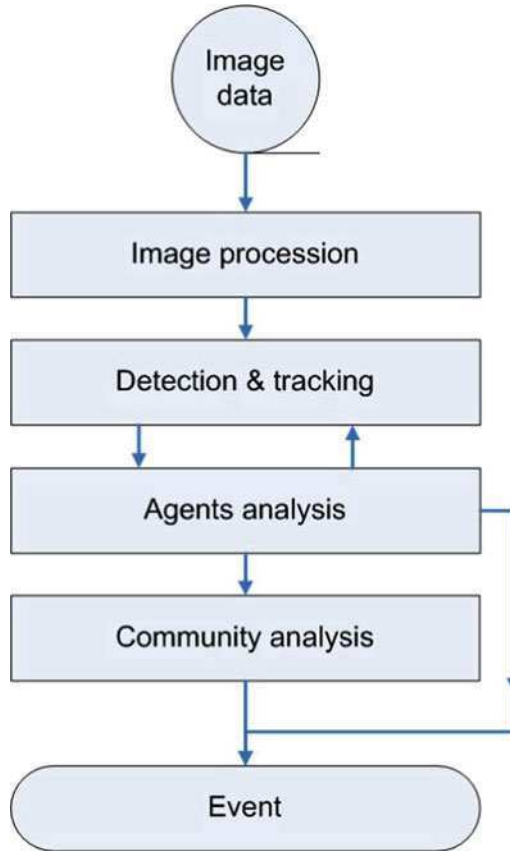 Image
data
Image procession
Detection & tracking
Agents analysis
Community analysis
Event